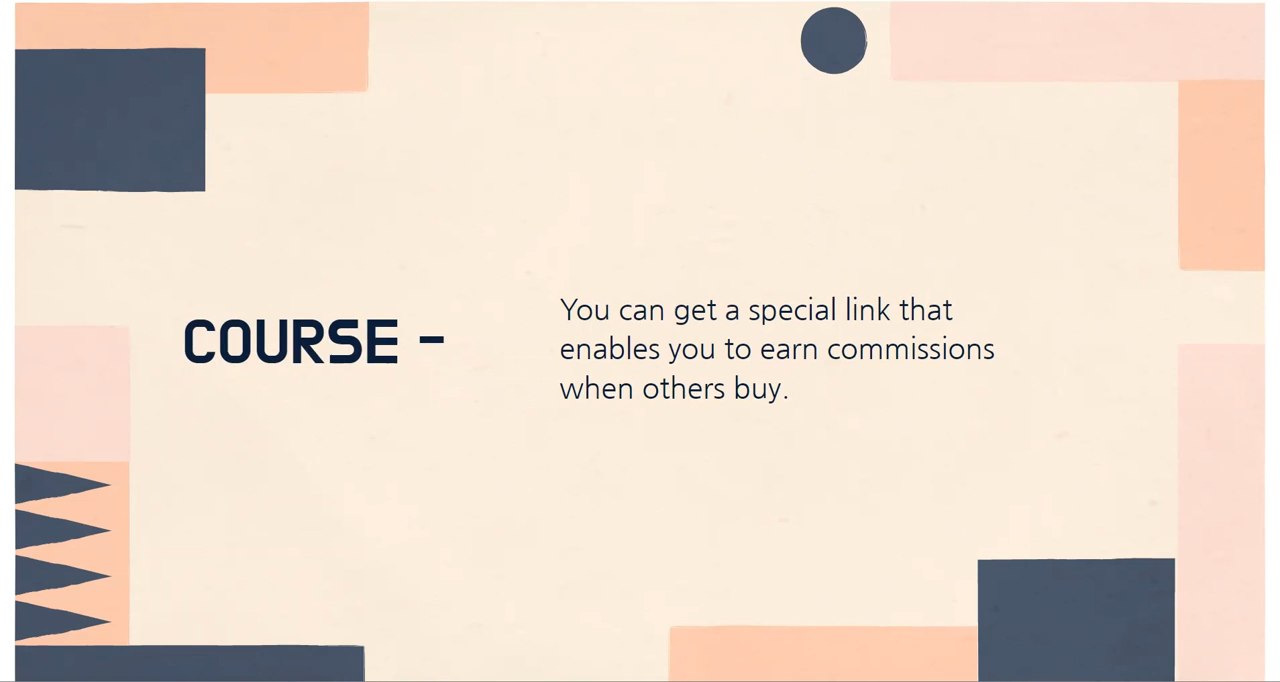 COURSE -
You can get a special link that
enables you to earn commissions
when others buy.